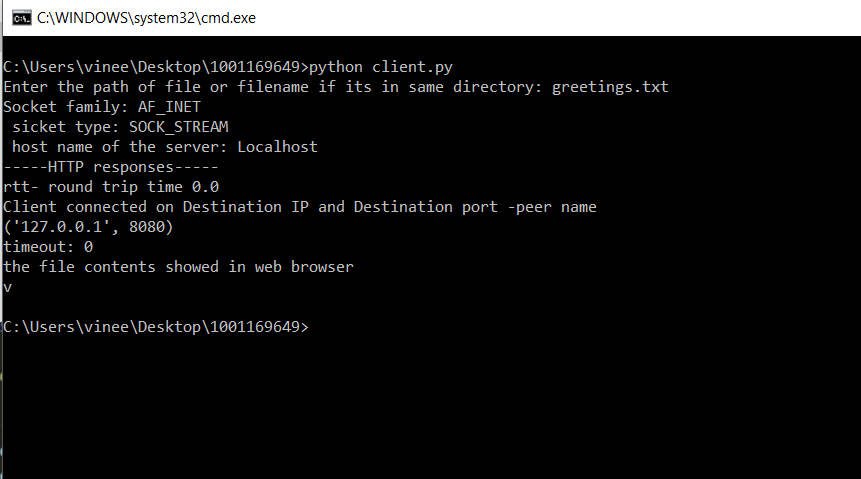 C:\WINDOWS\system32\cmd.exe
C:\Users\vinee\Desktop\1001169649>python client.py
Enter the path of file or filename if its in same directory: greetings.txt
Socket family: AF_INET
 sicket type: SOCK_STREAM
 host name of the server: Localhost
-----HTTP responses-----
rtt- round trip time 0.0
Client connected on Destination IP and Destination port -peer name
('127.0.0.1', 8080)
timeout: 0
the file contents showed in web browser
v
C:\Users\vinee\Desktop\1001169649>